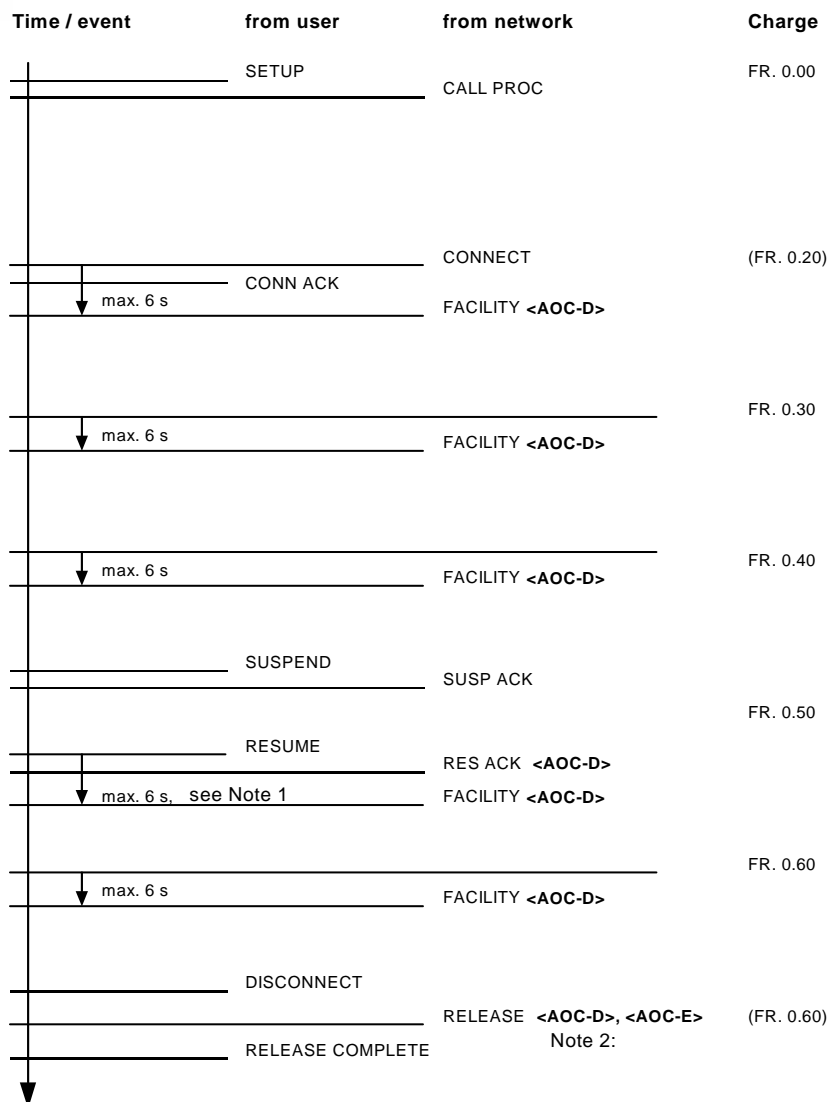 Time / event from user from network Charge
SETUP FR. 0.00
CALL PROC
CONNECT (FR. 0.20)
CONN ACK
max. 6 s FACILITY <AOC-D>
FR. 0.30
max. 6 s FACILITY <AOC-D>
FR. 0.40
max. 6 s FACILITY <AOC-D>
SUSPEND
SUSP ACK
FR. 0.50
RESUME
RES ACK <AOC-D>
max. 6 s, see Note 1 FACILITY <AOC-D>
FR. 0.60
max. 6 s FACILITY <AOC-D>
DISCONNECT
RELEASE <AOC-D>, <AOC-E> (FR. 0.60)
Note 2:
RELEASE COMPLETE